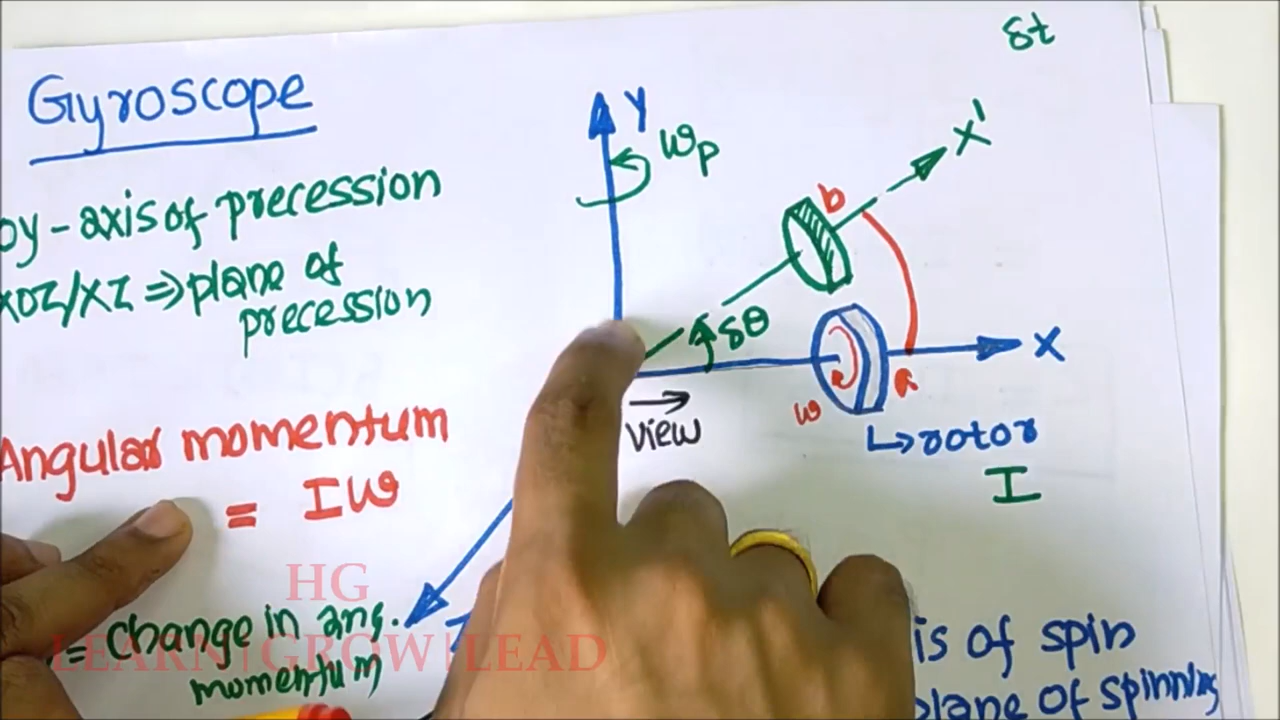 Gyroscope
oy - axis of precession
XOZ/XZ ⇒ plane of
precession
Angular momentum
= Iω
= change in ang.
momentum
δt
Y
ωp
X'
b
δθ
X
a
ω
view
↳ rotor
I
is of spin
plane of spinning
HG
LEARN | GROW | LEAD